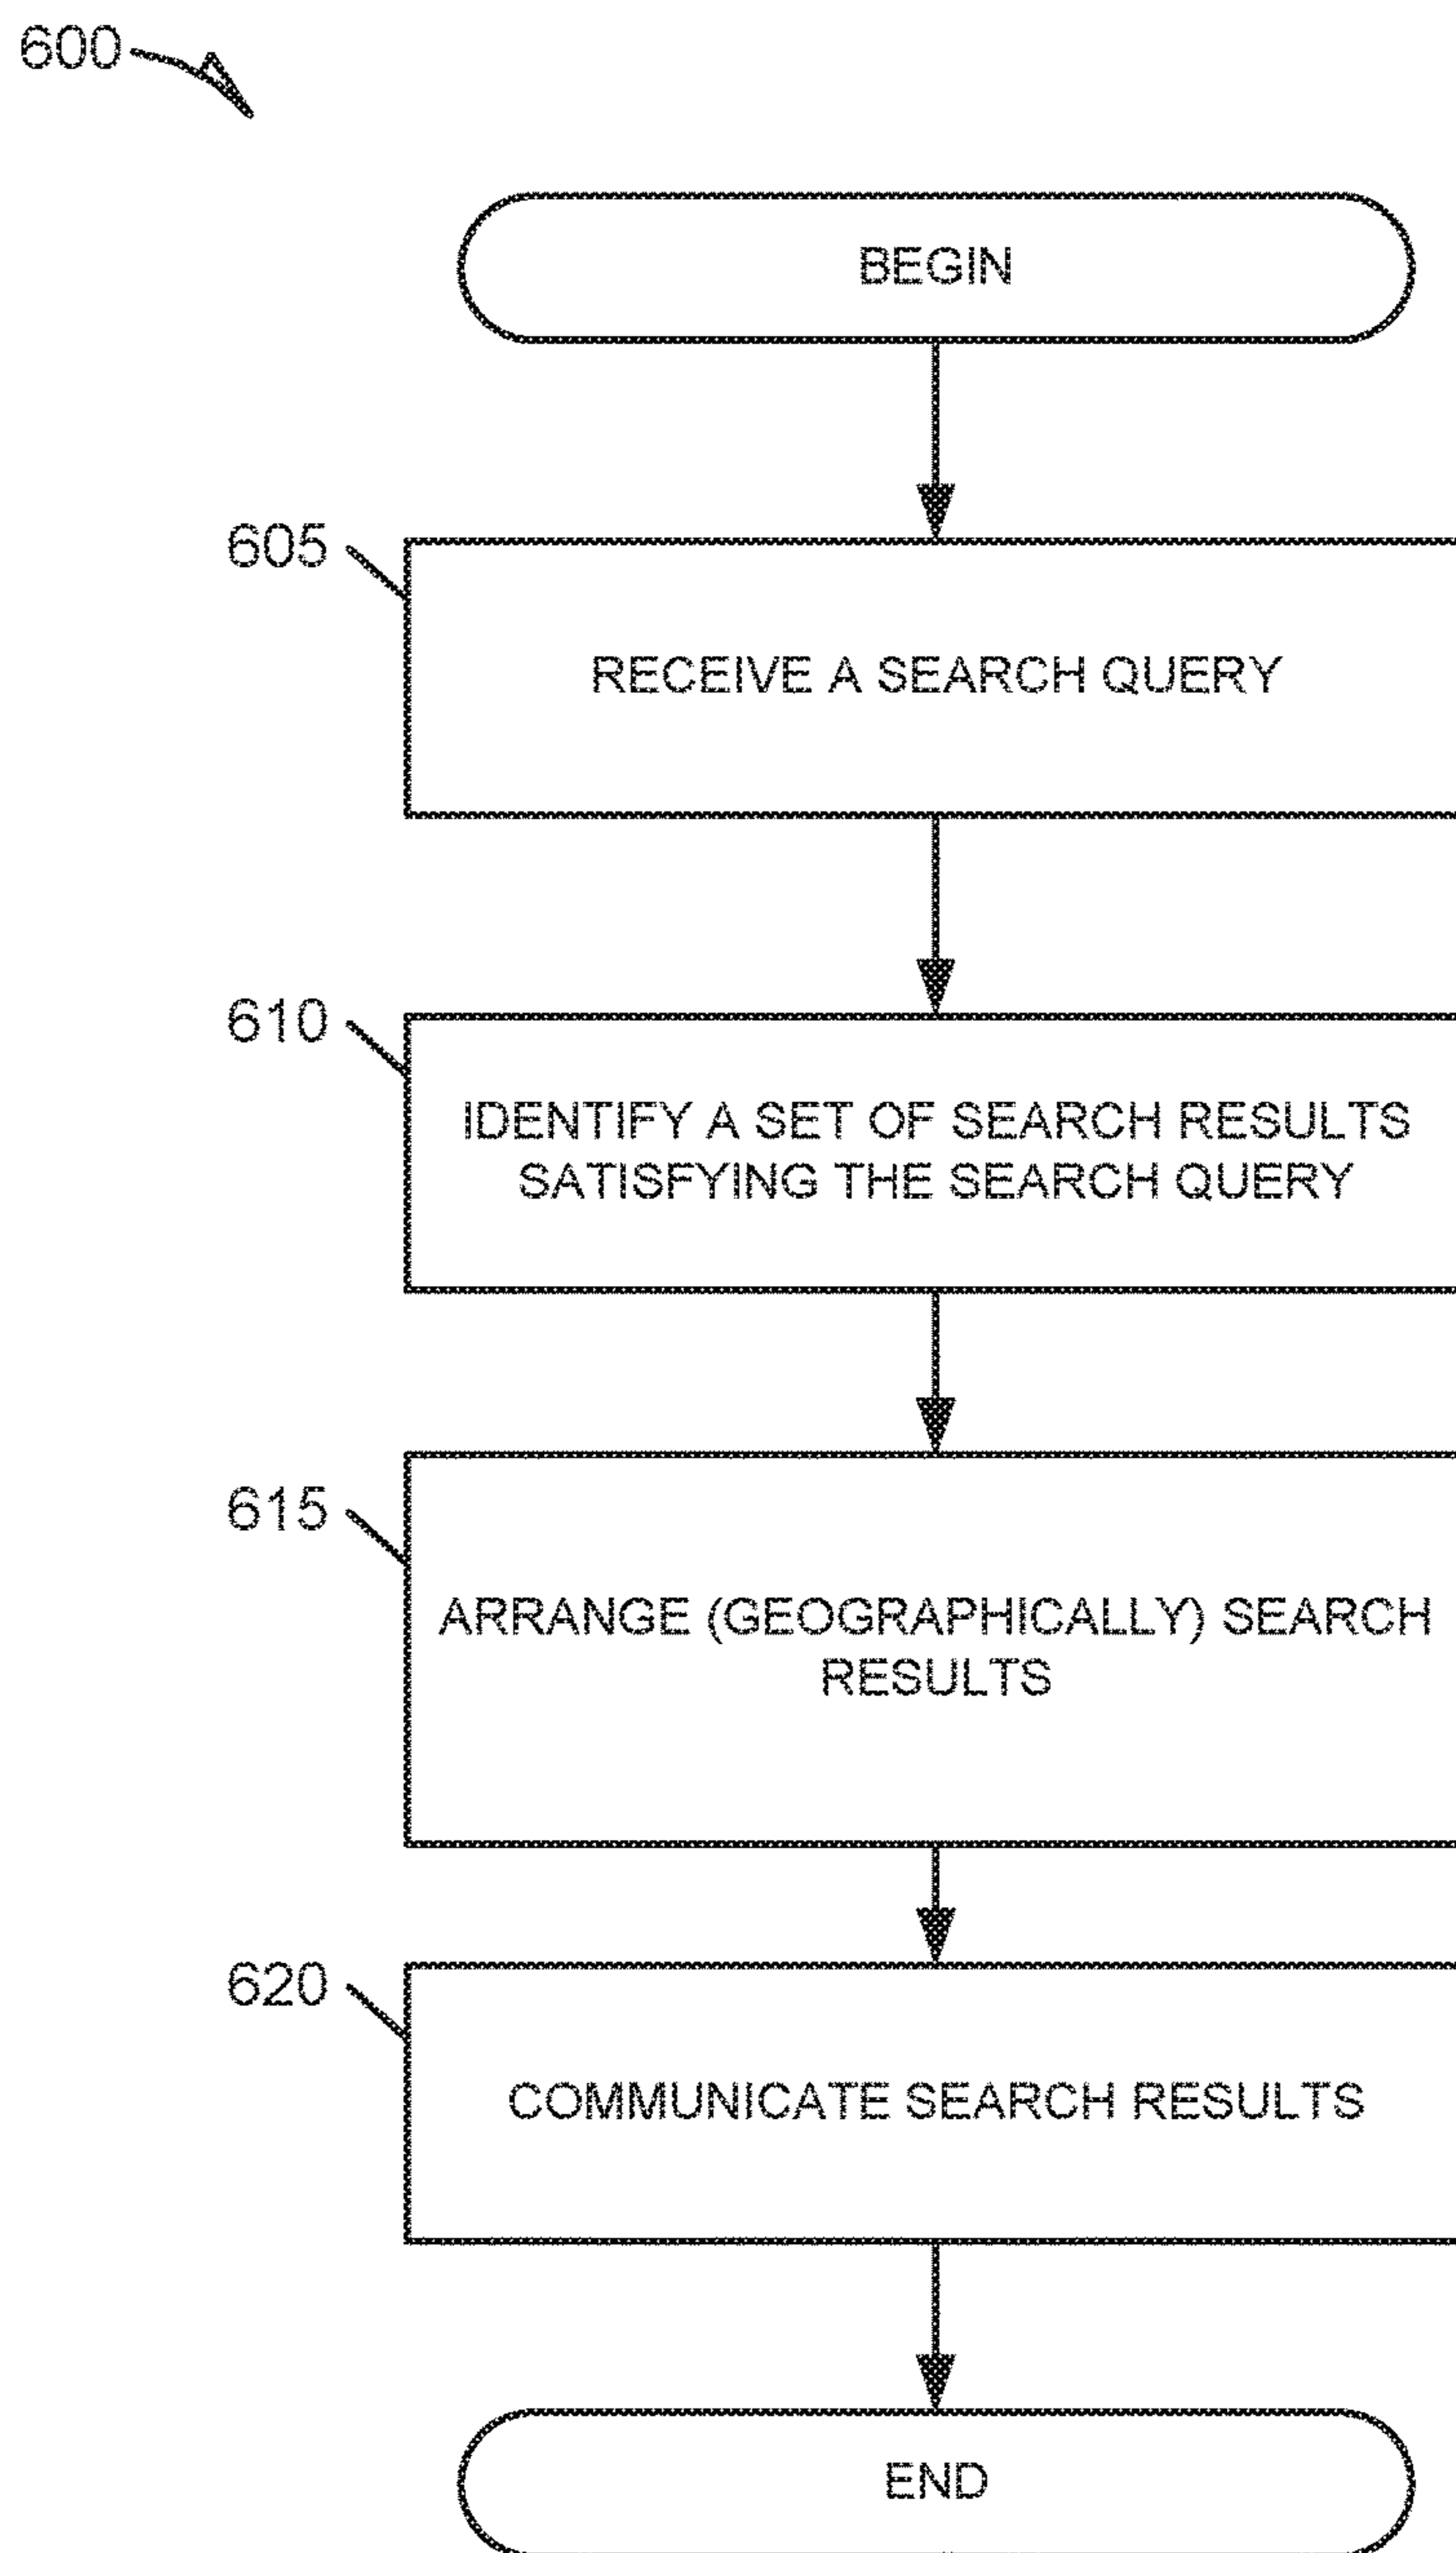 600
BEGIN
605
RECEIVE A SEARCH QUERY
610
IDENTIFY A SET OF SEARCH RESULTS
SATISFYING THE SEARCH QUERY
615
ARRANGE (GEOGRAPHICALLY) SEARCH
RESULTS
620
COMMUNICATE SEARCH RESULTS
END